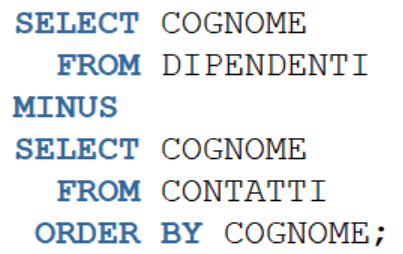 SELECT COGNOME
FROM DIPENDENTI
MINUS
SELECT COGNOME
FROM CONTATTI
ORDER BY COGNOME;